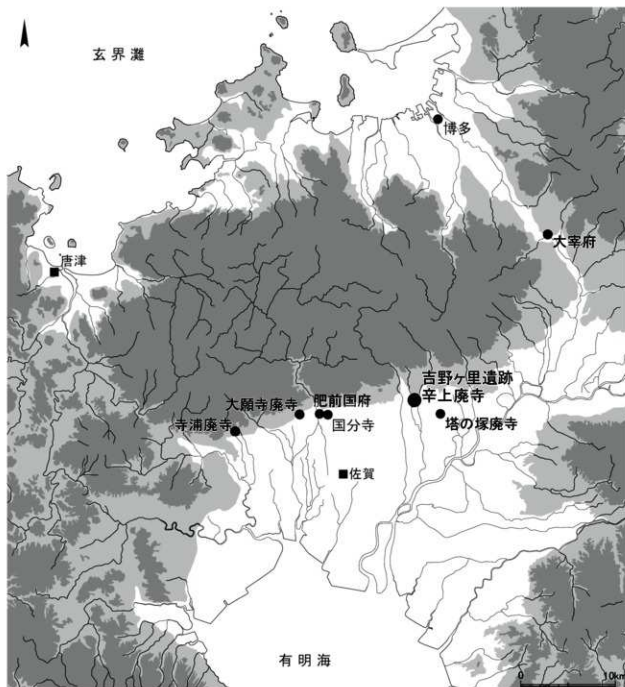 玄界灘
博多
大宰府
唐津
吉野ヶ里遺跡
辛上廃寺
大願寺廃寺
肥前国府
寺浦廃寺
国分寺
塔の塚廃寺
佐賀
有明海
0
10km